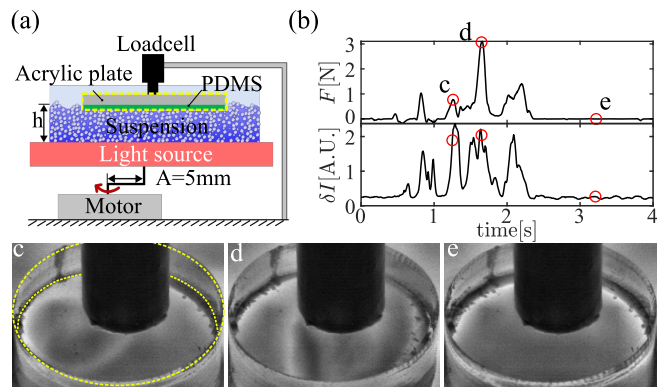 (a)
Loadcell
Acrylic plate
PDMS
h
Suspension
Light source
A=5mm
Motor
(b)
d
3
2
1
0
F[N]
c
e
2
1
0
δI[A.U.]
0 1 2 3 4
time[s]
c
d
e